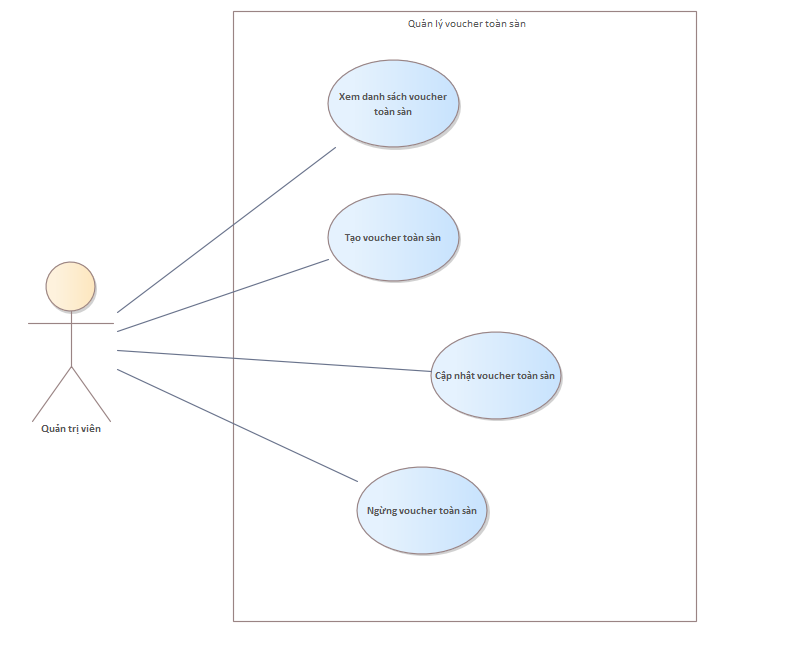 Quản lý voucher toàn sàn
Xem danh sách voucher
toàn sàn
Tạo voucher toàn sàn
Cập nhật voucher toàn sàn
Ngừng voucher toàn sàn
Quản trị viên